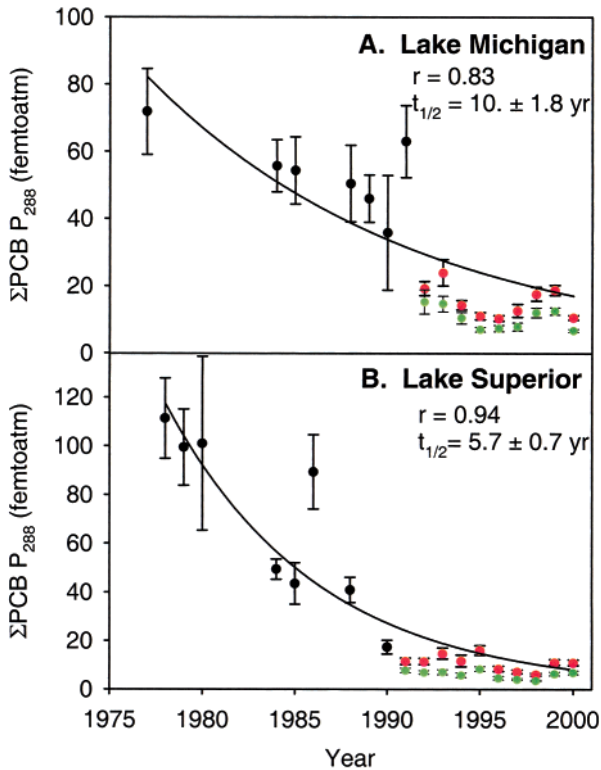 100
A. Lake Michigan
r = 0.83
t1/2 = 10. ± 1.8 yr
80
60
40
20
0
ΣPCB P288 (femtoatm)
B. Lake Superior
r = 0.94
t1/2= 5.7 ± 0.7 yr
120
100
80
60
40
20
0
ΣPCB P288 (femtoatm)
1975 1980 1985 1990 1995 2000
Year